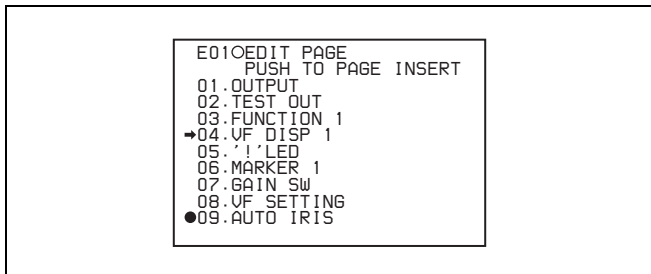 E01○EDIT PAGE
PUSH TO PAGE INSERT
01.OUTPUT
02.TEST OUT
03.FUNCTION 1
➡04.VF DISP 1
05.'!'LED
06.MARKER 1
07.GAIN SW
08.VF SETTING
●09.AUTO IRIS